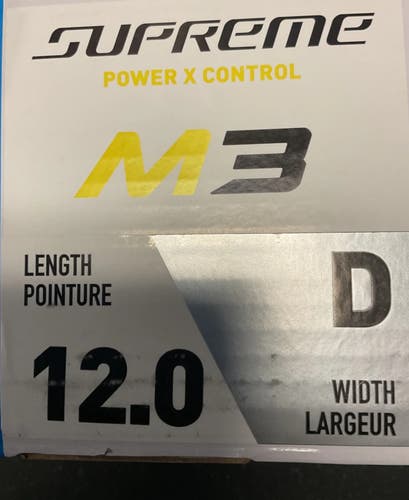 SUPREME
POWER X CONTROL
M3
LENGTH
POINTURE
12.0
D
WIDTH
LARGEUR